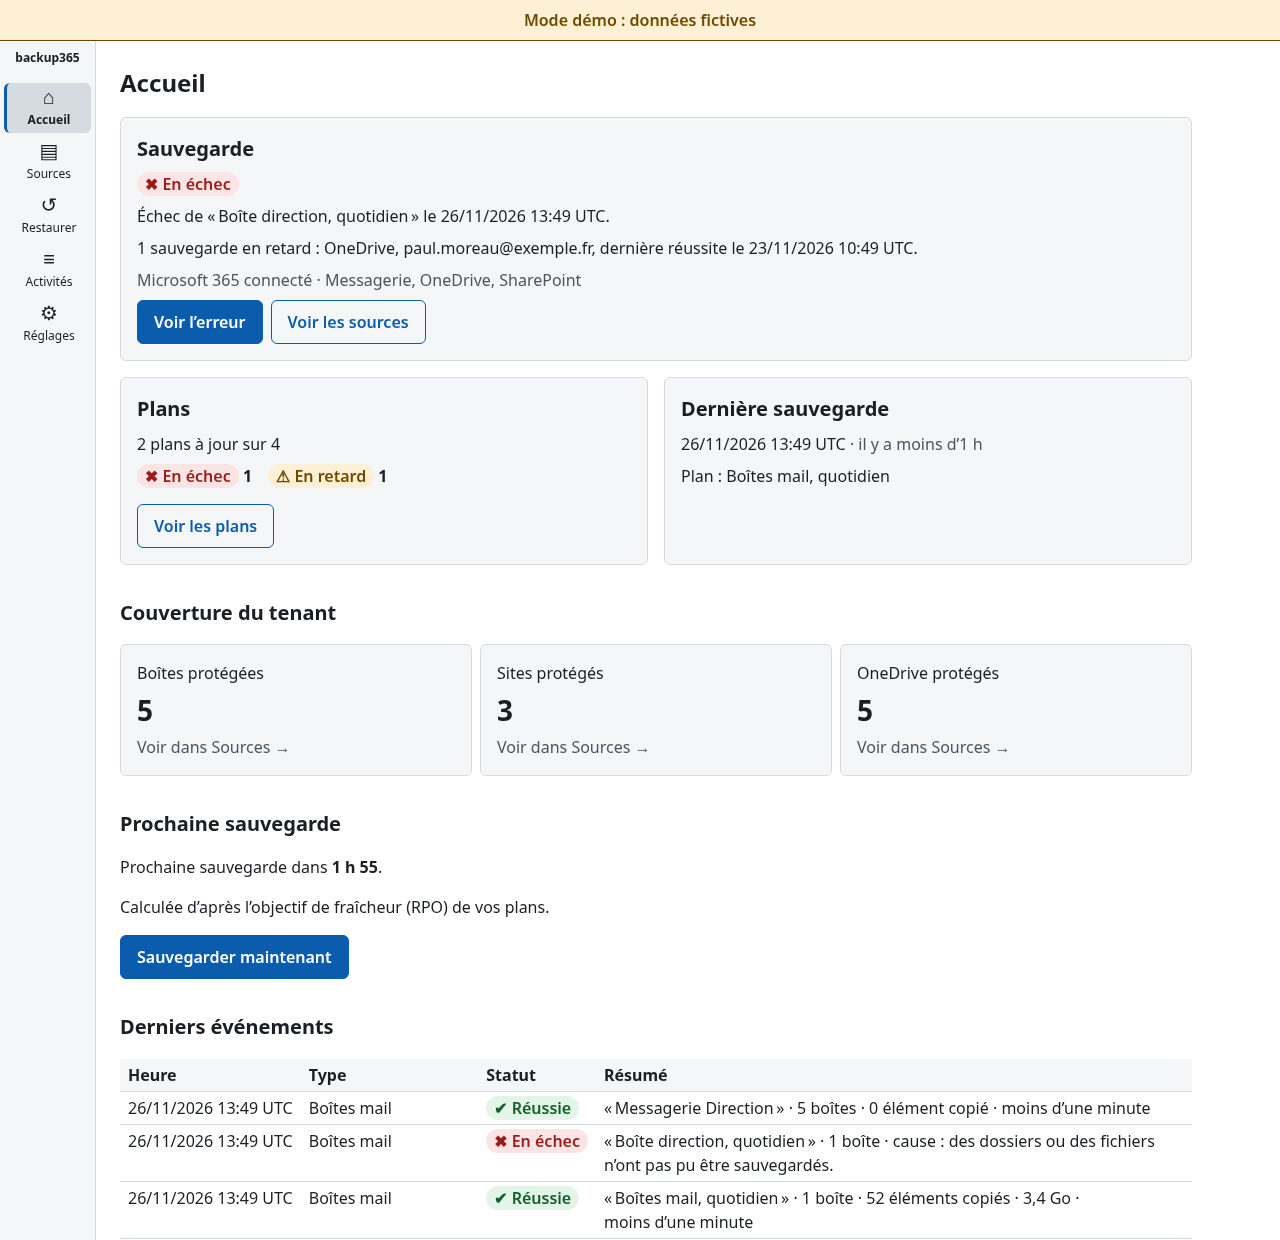 Mode démo : données fictives
backup365
Accueil
Sources
Restaurer
Activités
Réglages
Accueil
Sauvegarde
✖ En échec
Échec de « Boîte direction, quotidien » le 26/11/2026 13:49 UTC.
1 sauvegarde en retard : OneDrive, paul.moreau@exemple.fr, dernière réussite le 23/11/2026 10:49 UTC.
Microsoft 365 connecté · Messagerie, OneDrive, SharePoint
Voir l’erreur
Voir les sources
Plans
2 plans à jour sur 4
✖ En échec 1 ⚠ En retard 1
Voir les plans
Dernière sauvegarde
26/11/2026 13:49 UTC · il y a moins d’1 h
Plan : Boîtes mail, quotidien
Couverture du tenant
Boîtes protégées
5
Voir dans Sources →
Sites protégés
3
Voir dans Sources →
OneDrive protégés
5
Voir dans Sources →
Prochaine sauvegarde
Prochaine sauvegarde dans 1 h 55.
Calculée d’après l’objectif de fraîcheur (RPO) de vos plans.
Sauvegarder maintenant
Derniers événements
Heure Type Statut Résumé
26/11/2026 13:49 UTC Boîtes mail ✔ Réussie « Messagerie Direction » · 5 boîtes · 0 élément copié · moins d’une minute
26/11/2026 13:49 UTC Boîtes mail ✖ En échec « Boîte direction, quotidien » · 1 boîte · cause : des dossiers ou des fichiers
n’ont pas pu être sauvegardés.
26/11/2026 13:49 UTC Boîtes mail ✔ Réussie « Boîtes mail, quotidien » · 1 boîte · 52 éléments copiés · 3,4 Go ·
moins d’une minute